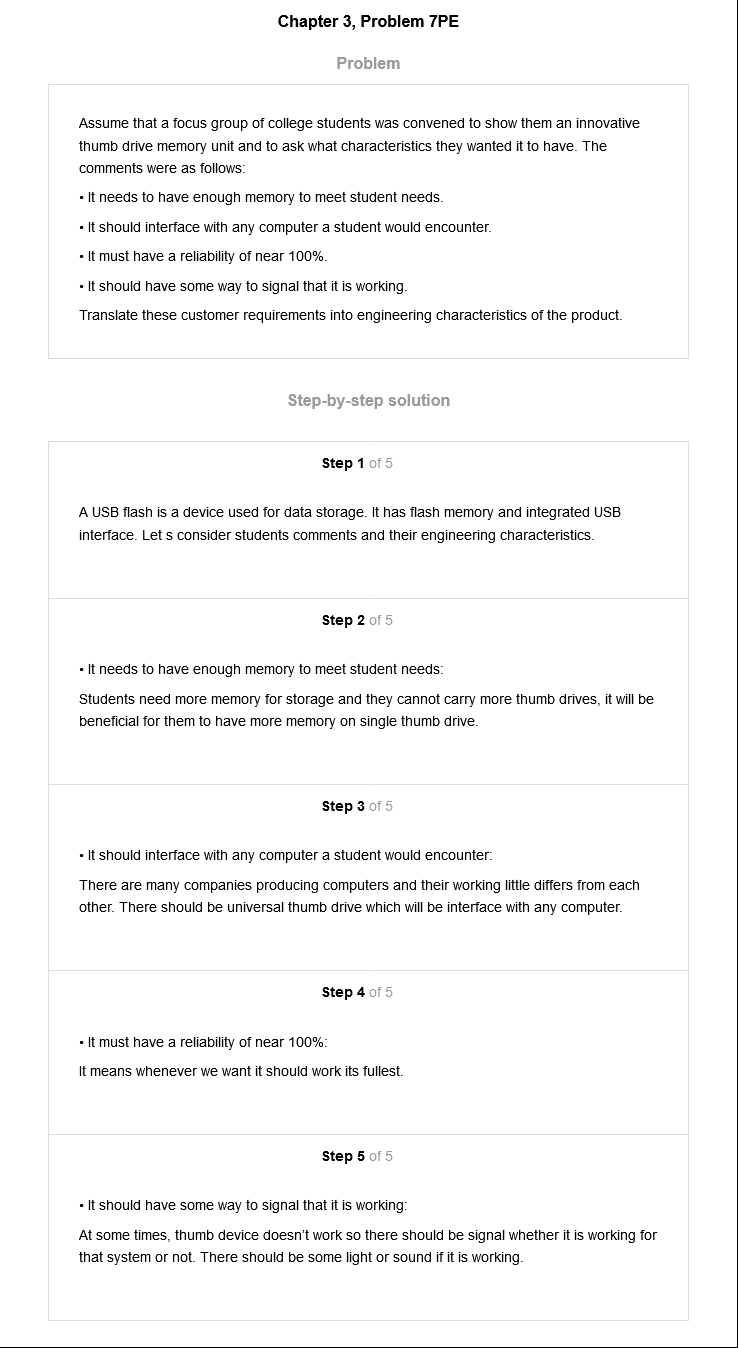 Chapter 3, Problem 7PE
Problem
Assume that a focus group of college students was convened to show them an innovative
thumb drive memory unit and to ask what characteristics they wanted it to have. The
comments were as follows:
• It needs to have enough memory to meet student needs.
• It should interface with any computer a student would encounter.
• It must have a reliability of near 100%.
• It should have some way to signal that it is working.
Translate these customer requirements into engineering characteristics of the product.
Step-by-step solution
Step 1 of 5
A USB flash is a device used for data storage. It has flash memory and integrated USB
interface. Let s consider students comments and their engineering characteristics.
Step 2 of 5
• It needs to have enough memory to meet student needs:
Students need more memory for storage and they cannot carry more thumb drives, it will be
beneficial for them to have more memory on single thumb drive.
Step 3 of 5
• It should interface with any computer a student would encounter:
There are many companies producing computers and their working little differs from each
other. There should be universal thumb drive which will be interface with any computer.
Step 4 of 5
• It must have a reliability of near 100%:
It means whenever we want it should work its fullest.
Step 5 of 5
• It should have some way to signal that it is working:
At some times, thumb device doesn't work so there should be signal whether it is working for
that system or not. There should be some light or sound if it is working.